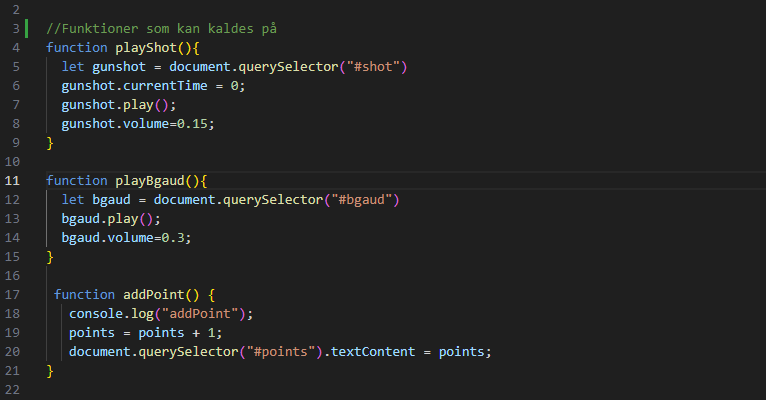 2
3 //Funktioner som kan kaldes på
4 function playShot(){
5 let gunshot = document.querySelector("#shot")
6 gunshot.currentTime = 0;
7 gunshot.play();
8 gunshot.volume=0.15;
9 }
10
11 function playBgaud(){
12 let bgaud = document.querySelector("#bgaud")
13 bgaud.play();
14 bgaud.volume=0.3;
15 }
16
17 function addPoint() {
18 console.log("addPoint");
19 points = points + 1;
20 document.querySelector("#points").textContent = points;
21 }
22